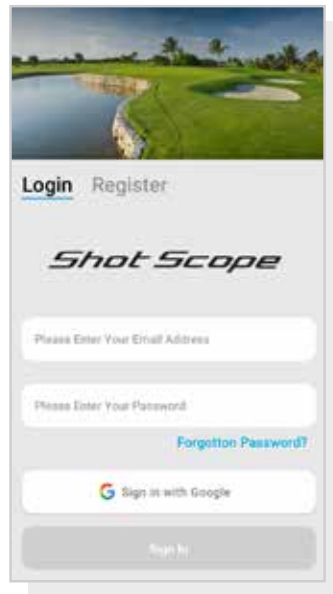 Login Register
Shot Scope
Please Enter Your Email Address
Please Enter Your Password
Forgotton Password?
Sign in with Google
Sign In